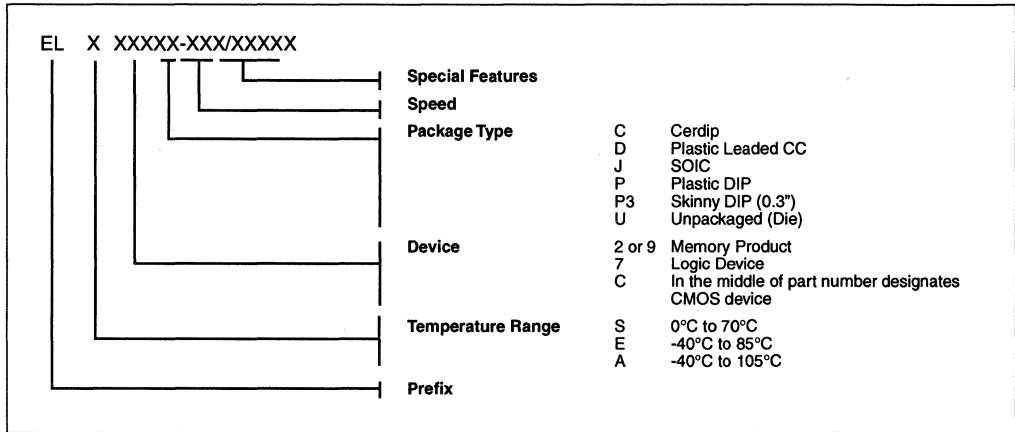 EL X XXXXX-XXX/XXXXX
Special Features
Speed
Package Type C Cerdip
D Plastic Leaded CC
J SOIC
P Plastic DIP
P3 Skinny DIP (0.3")
U Unpackaged (Die)
Device 2 or 9 Memory Product
7 Logic Device
C In the middle of part number designates
CMOS device
Temperature Range S 0°C to 70°C
E -40°C to 85°C
A -40°C to 105°C
Prefix